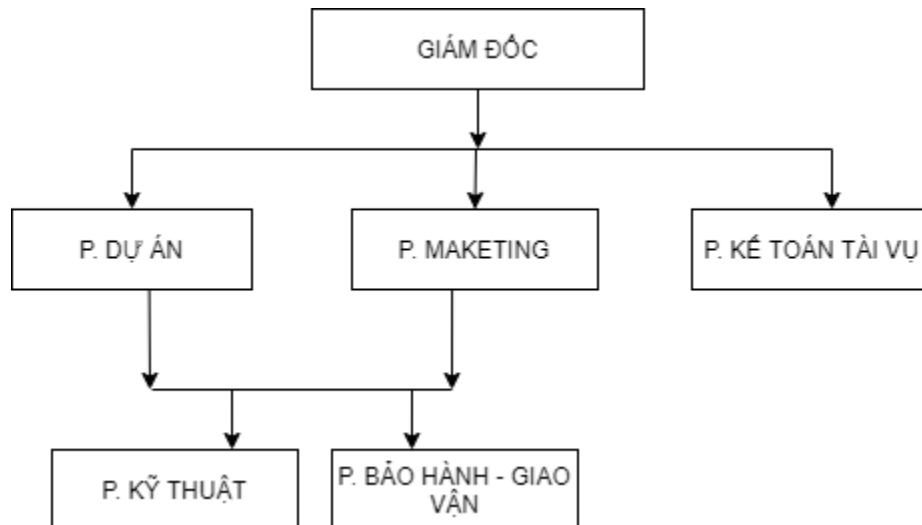 GIÁM ĐỐC
P. DỰ ÁN
P. MAKETING
P. KẾ TOÁN TÀI VỤ
P. KỸ THUẬT
P. BẢO HÀNH - GIAO
VẬN